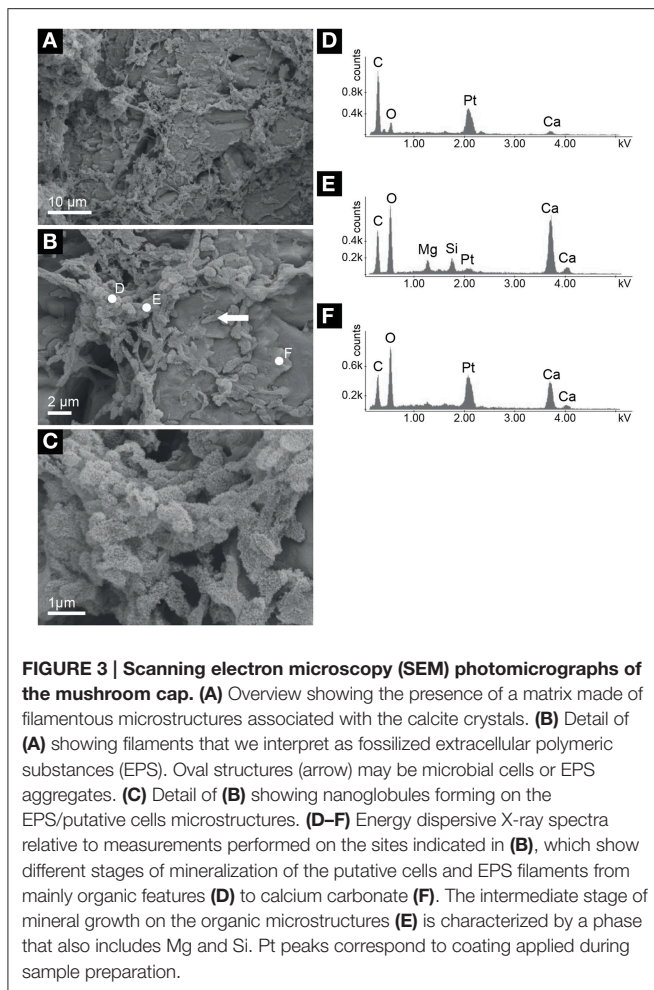 A
10 µm
B
D
E
F
2 µm
C
1µm
D
counts
C
O
Pt
Ca
0.8k
0.4k
1.00 2.00 3.00 4.00 kV
E
counts
C
O
Mg
Si
Pt
Ca
Ca
0.4k
0.2k
1.00 2.00 3.00 4.00 kV
F
counts
C
O
Pt
Ca
Ca
0.6k
0.2k
1.00 2.00 3.00 4.00 kV
FIGURE 3 | Scanning electron microscopy (SEM) photomicrographs of
the mushroom cap. (A) Overview showing the presence of a matrix made of
filamentous microstructures associated with the calcite crystals. (B) Detail of
(A) showing filaments that we interpret as fossilized extracellular polymeric
substances (EPS). Oval structures (arrow) may be microbial cells or EPS
aggregates. (C) Detail of (B) showing nanoglobules forming on the
EPS/putative cells microstructures. (D–F) Energy dispersive X-ray spectra
relative to measurements performed on the sites indicated in (B), which show
different stages of mineralization of the putative cells and EPS filaments from
mainly organic features (D) to calcium carbonate (F). The intermediate stage of
mineral growth on the organic microstructures (E) is characterized by a phase
that also includes Mg and Si. Pt peaks correspond to coating applied during
sample preparation.